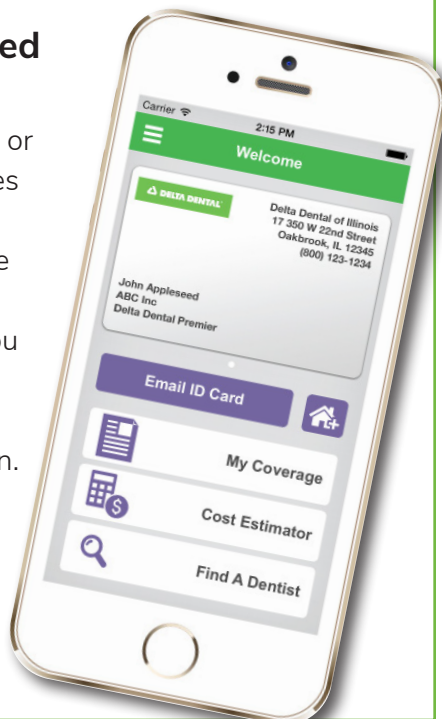 ed
or
es
e
ou
n.
Carrier
2:15 PM
Welcome
DELTA DENTAL
Delta Dental of Illinois
17 350 W 22nd Street
Oakbrook, IL 12345
(800) 123-1234
John Appleseed
ABC Inc
Delta Dental Premier
Email ID Card
My Coverage
$
Cost Estimator
Find A Dentist